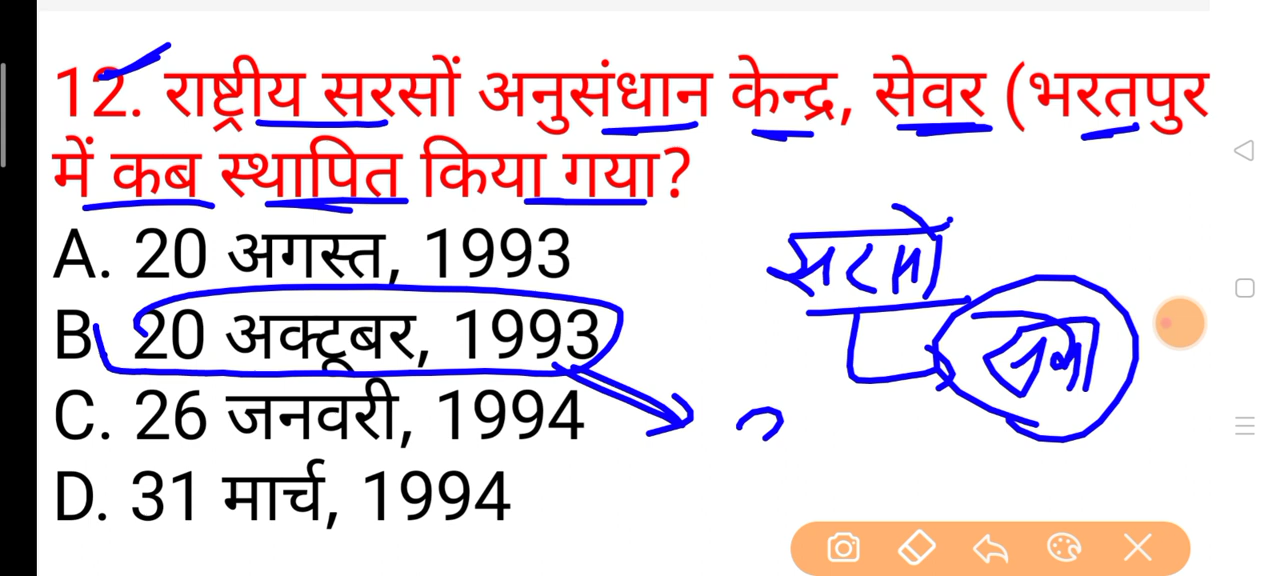 12. राष्ट्रीय सरसों अनुसंधान केन्द्र, सेवर (भरतपुर
में कब स्थापित किया गया?
A. 20 अगस्त, 1993
सरसों
B. 20 अक्टूबर, 1993
C. 26 जनवरी, 1994
D. 31 मार्च, 1994